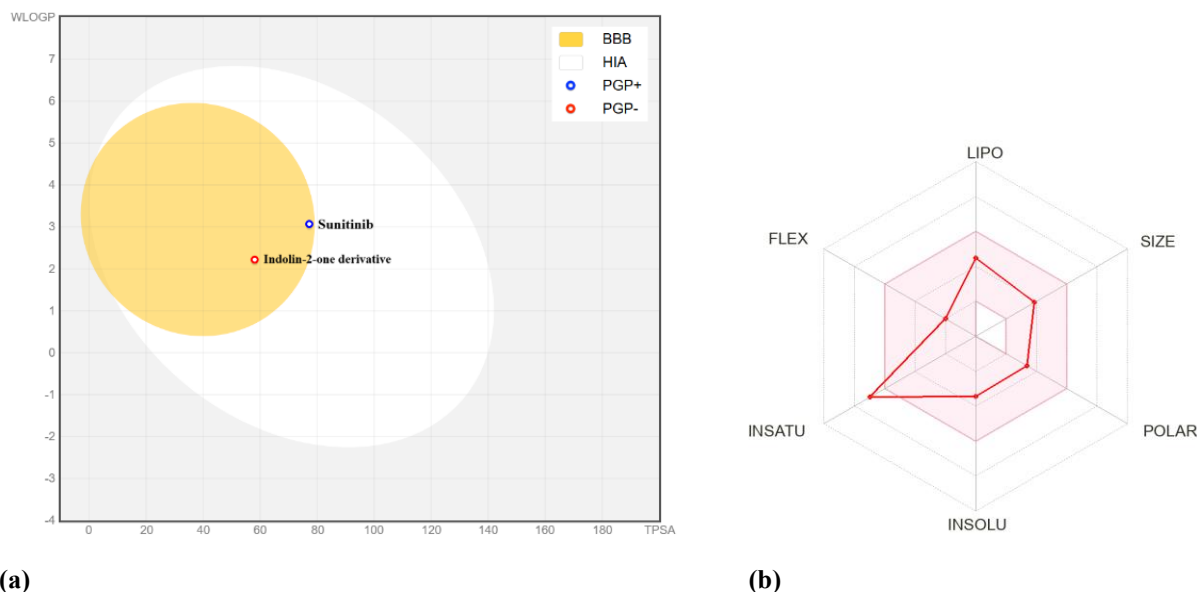 WLOGP
7
6
5
4
3
2
1
0
-1
-2
-3
-4
0
20
40
60
80
100
120
140
160
180
TPSA
BBB
HIA
PGP+
PGP-
Sunitinib
Indolin-2-one derivative
(a)
LIPO
FLEX
SIZE
INSATU
POLAR
INSOLU
(b)